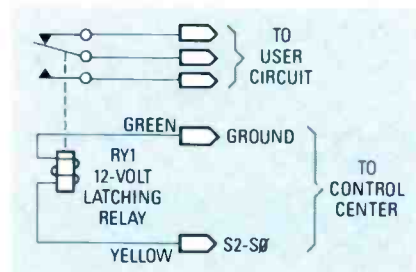 TO
USER
CIRCUIT
GREEN
GROUND
RY1
12-VOLT
LATCHING
RELAY
TO
CONTROL
CENTER
YELLOW
S2-SØ